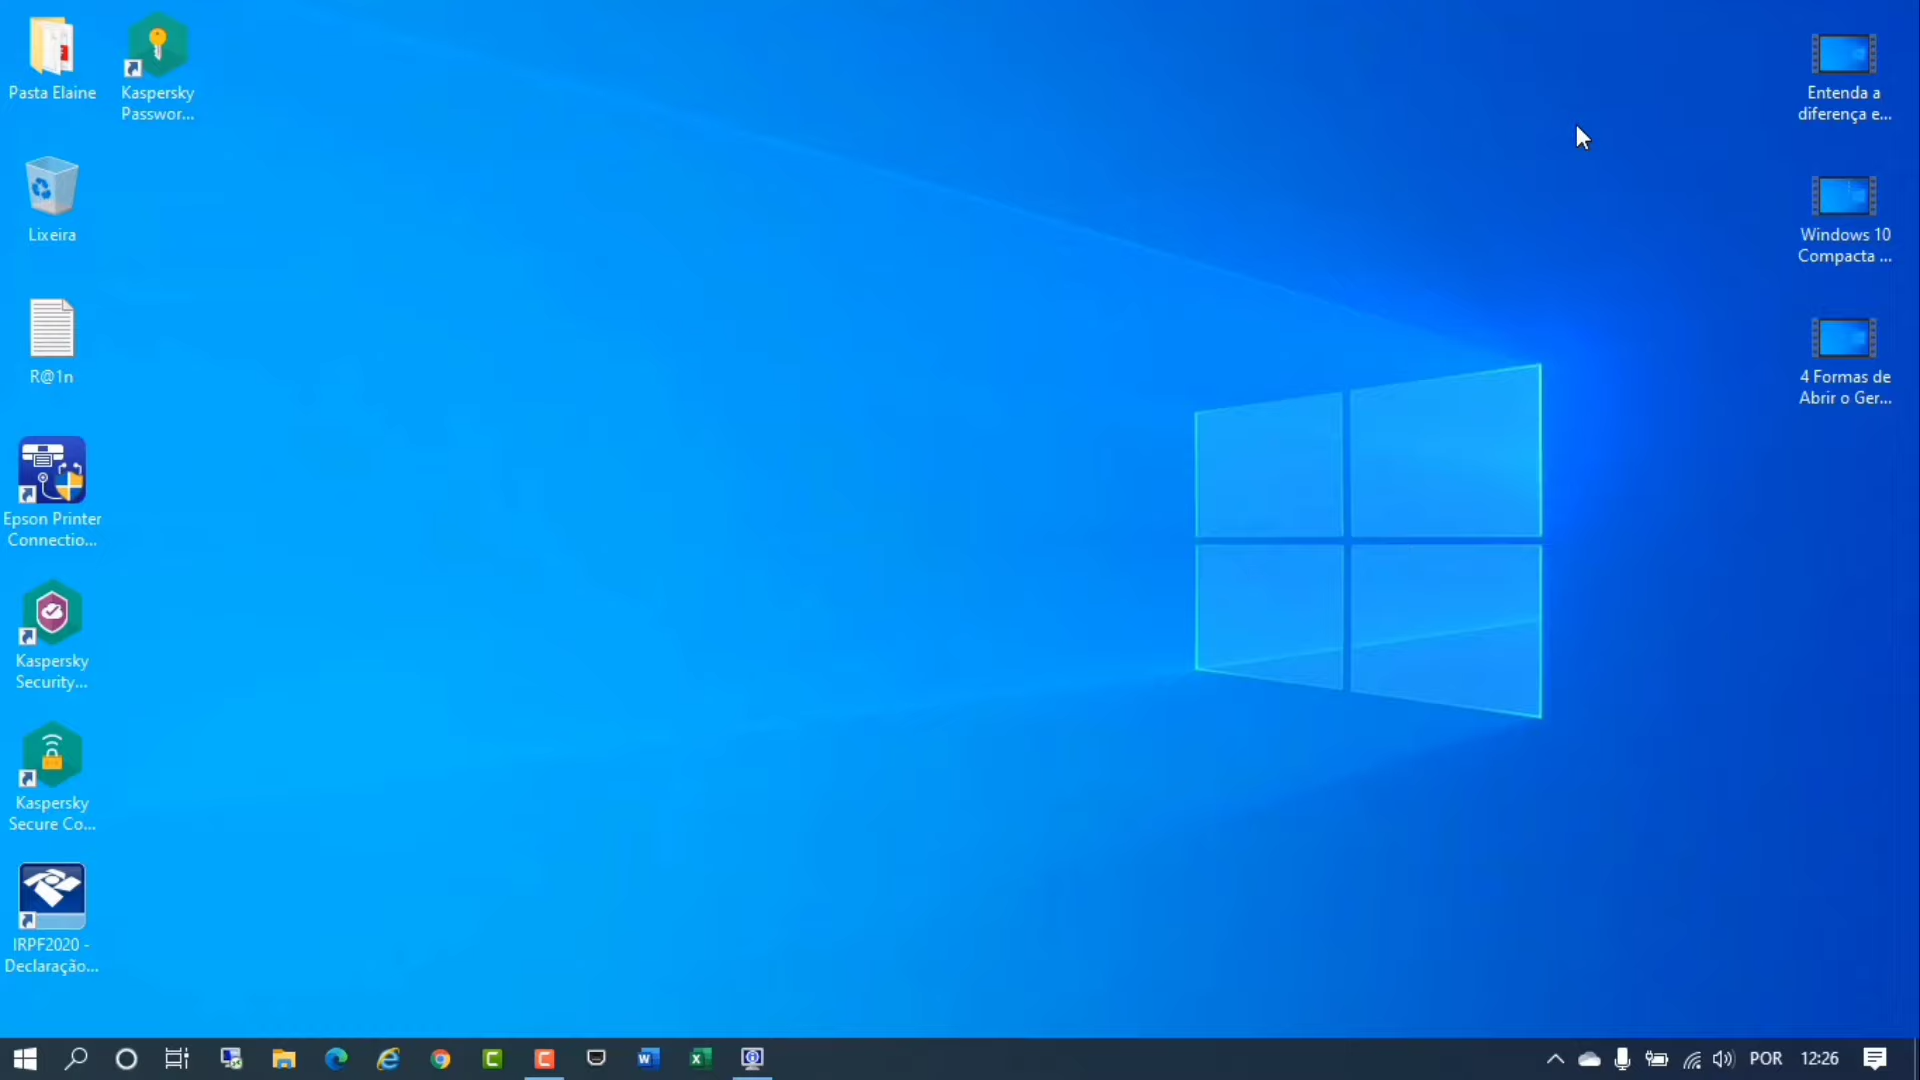 Pasta Elaine
Kaspersky
Passwor...
Lixeira
R@1n
Epson Printer
Connectio...
Kaspersky
Security...
Kaspersky
Secure Co...
IRPF2020 -
Declaração...
Entenda a
diferença e...
Windows 10
Compacta ...
4 Formas de
Abrir o Ger...
POR
12:26